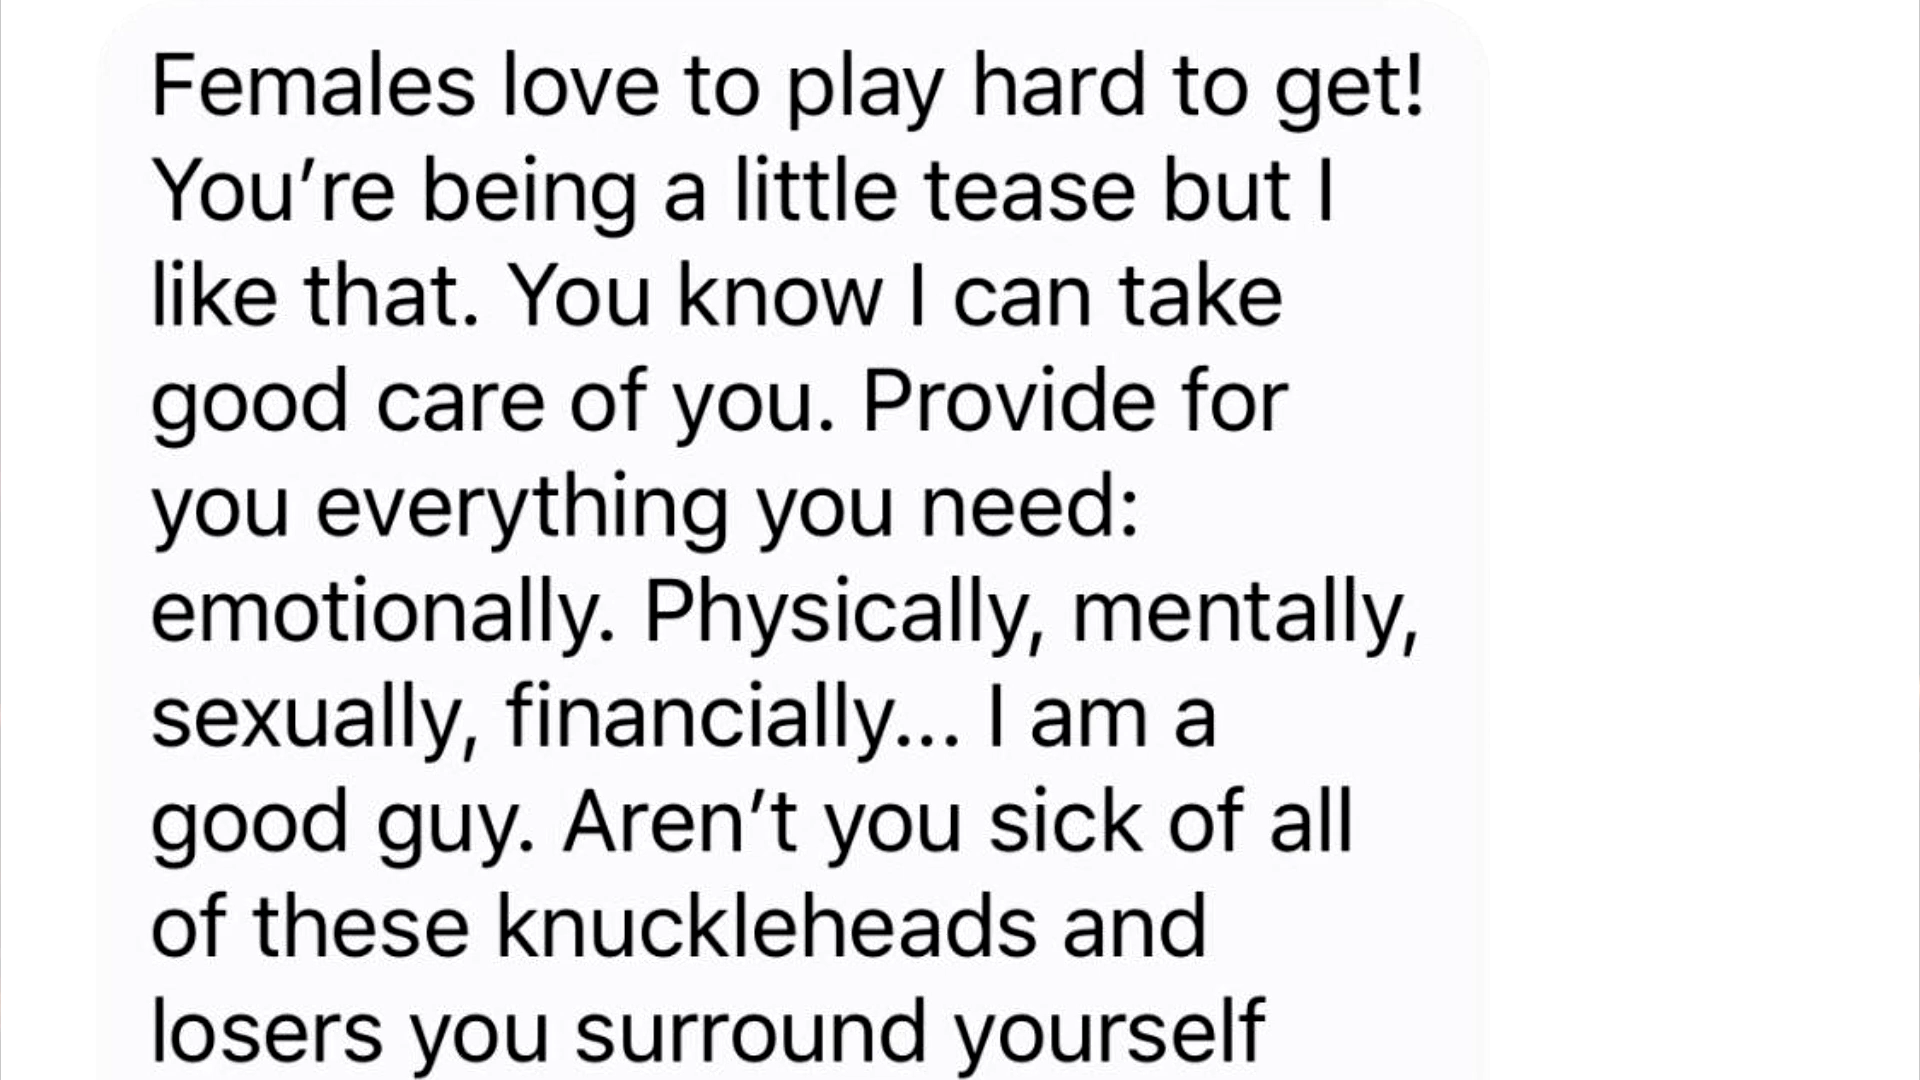 Females love to play hard to get!
You’re being a little tease but I
like that. You know I can take
good care of you. Provide for
you everything you need:
emotionally. Physically, mentally,
sexually, financially... I am a
good guy. Aren’t you sick of all
of these knuckleheads and
losers you surround yourself